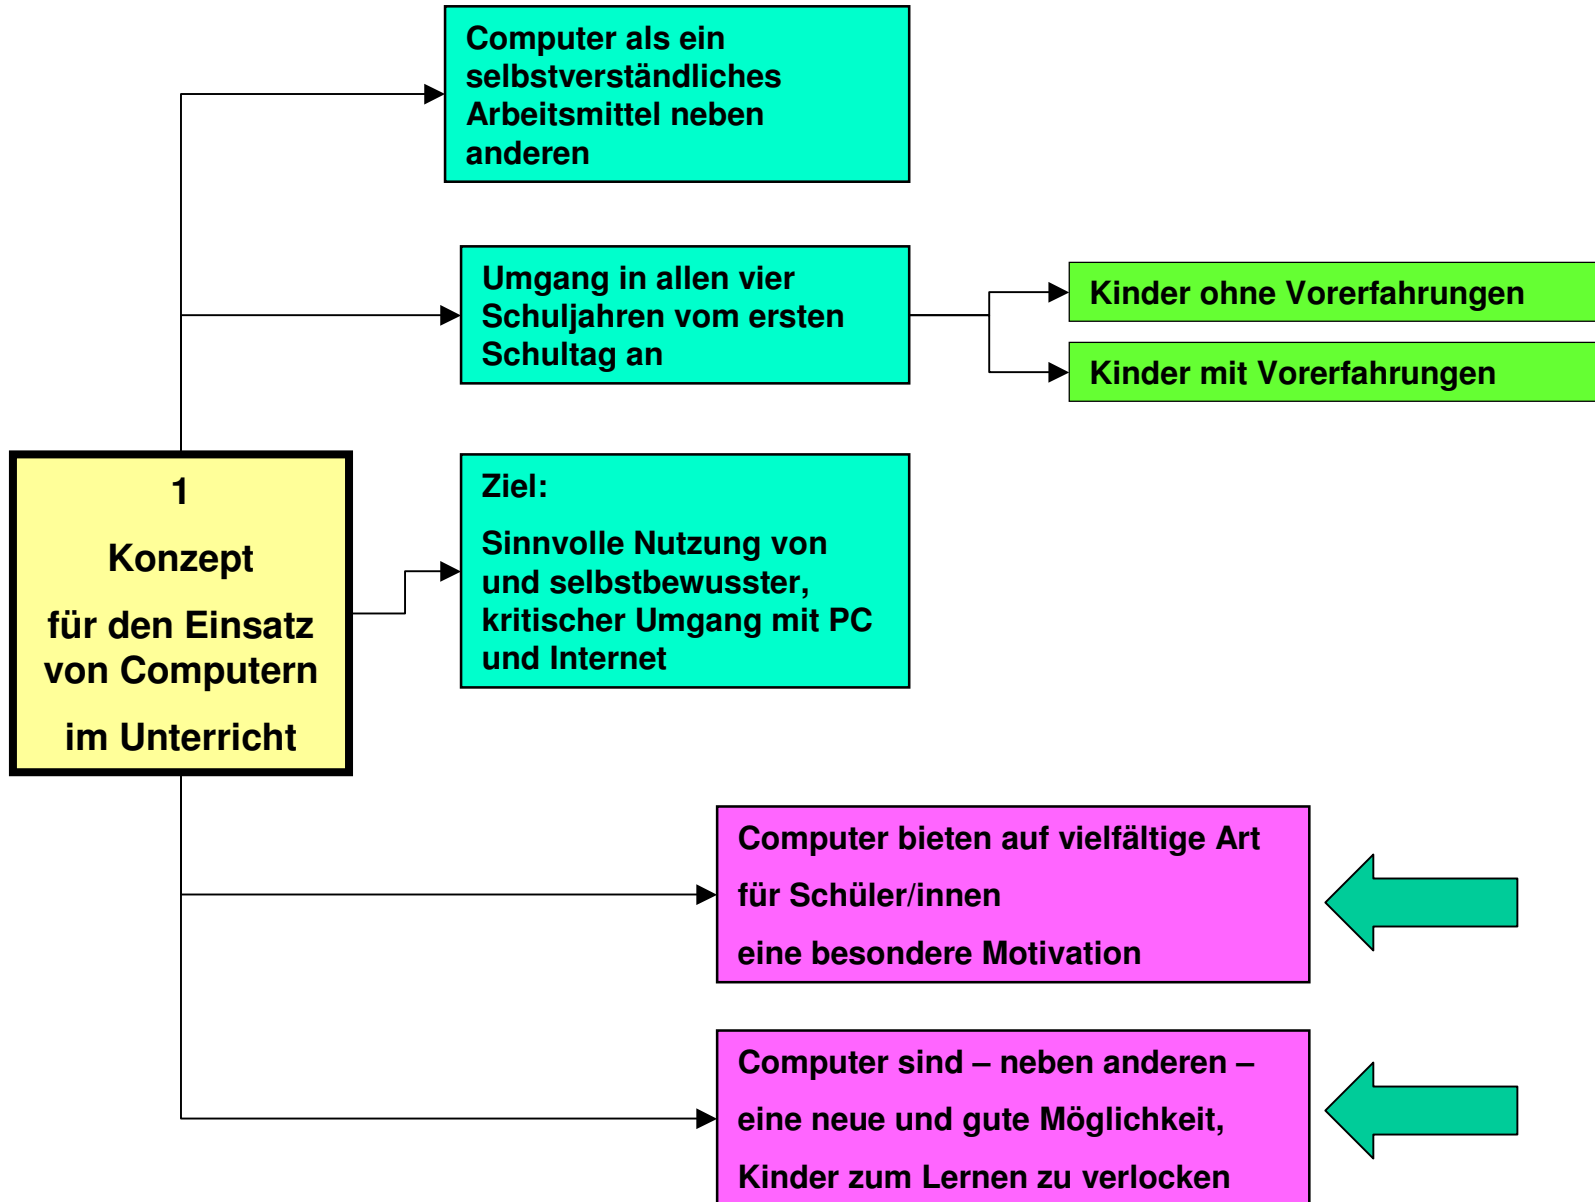 Computer als ein
selbstverständliches
Arbeitsmittel neben
anderen
Umgang in allen vier
Schuljahren vom ersten
Schultag an
Kinder ohne Vorerfahrungen
Kinder mit Vorerfahrungen
1
Konzept
für den Einsatz
von Computern
im Unterricht
Ziel:
Sinnvolle Nutzung von
und selbstbewusster,
kritischer Umgang mit PC
und Internet
Computer bieten auf vielfältige Art
für Schüler/innen
eine besondere Motivation
Computer sind – neben anderen –
eine neue und gute Möglichkeit,
Kinder zum Lernen zu verlocken